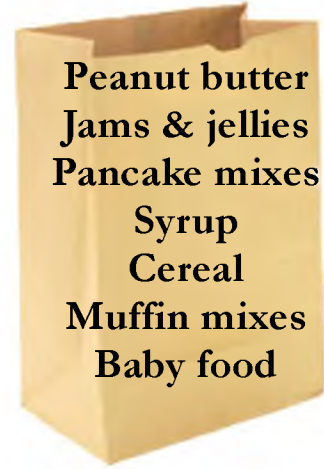 Peanut butter
Jams & jellies
Pancake mixes
Syrup
Cereal
Muffin mixes
Baby food